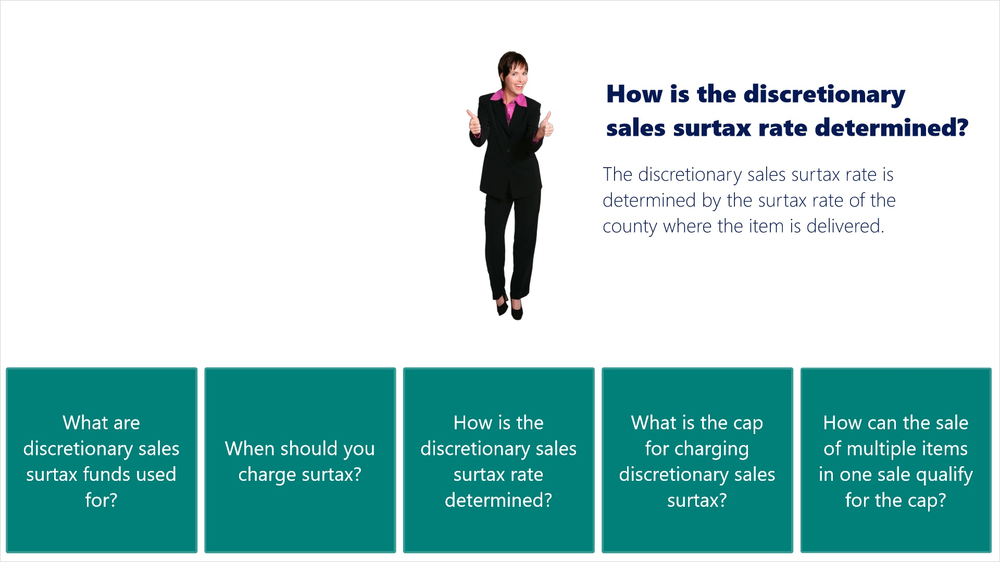 How is the discretionary
sales surtax rate determined?
The discretionary sales surtax rate is
determined by the surtax rate of the
county where the item is delivered.
What are
discretionary sales
surtax funds used
for?
When should you
charge surtax?
How is the
discretionary sales
surtax rate
determined?
What is the cap
for charging
discretionary sales
surtax?
How can the sale
of multiple items
in one sale qualify
for the cap?